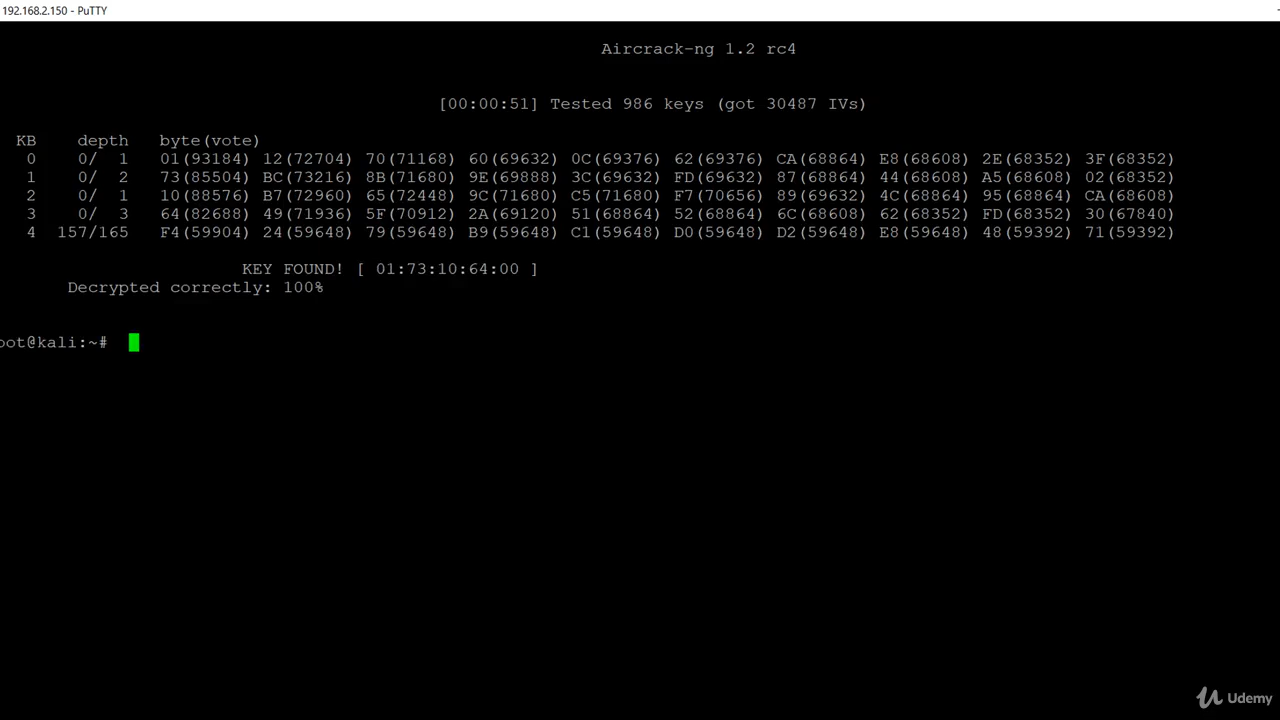 192.168.2.150 - PuTTY
Aircrack-ng 1.2 rc4
[00:00:51] Tested 986 keys (got 30487 IVs)
KB depth byte(vote)
0 0/ 1 01(93184) 12(72704) 70(71168) 60(69632) 0C(69376) 62(69376) CA(68864) E8(68608) 2E(68352) 3F(68352)
1 0/ 2 73(85504) BC(73216) 8B(71680) 9E(69888) 3C(69632) FD(69632) 87(68864) 44(68608) A5(68608) 02(68352)
2 0/ 1 10(88576) B7(72960) 65(72448) 9C(71680) C5(71680) F7(70656) 89(69632) 4C(68864) 95(68864) CA(68608)
3 0/ 3 64(82688) 49(71936) 5F(70912) 2A(69120) 51(68864) 52(68864) 6C(68608) 62(68352) FD(68352) 30(67840)
4 157/165 F4(59904) 24(59648) 79(59648) B9(59648) C1(59648) D0(59648) D2(59648) E8(59648) 48(59392) 71(59392)
KEY FOUND! [ 01:73:10:64:00 ]
Decrypted correctly: 100%
oot@kali:~#
Udemy